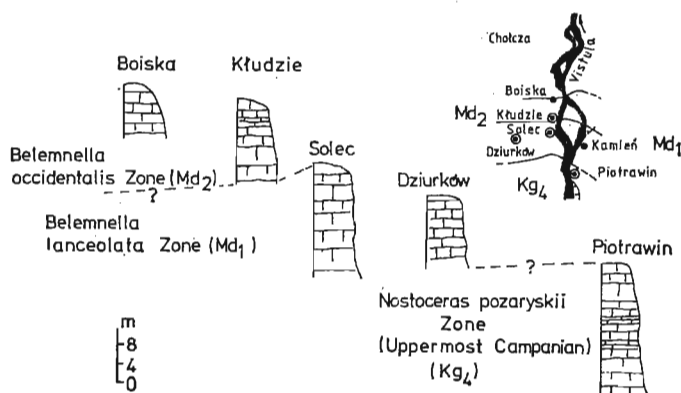 Boiska
Kłudzie
Solec
Dziurków
Piotrawin
Belemnella
occidentalis Zone (Md2)
?
Belemnella
lanceolata Zone (Md1)
?
Nostoceras pozaryskii
Zone
(Uppermost Campanian)
(Kg4)
m
8
4
0
Chotcza
Vistula
Boiska
Md2
Kłudzie
Solec
Kamień
Md1
Dziurków
Piotrawin
Kg4